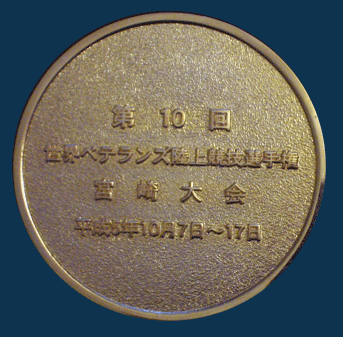 第 10 回
世界ベテランズ陸上競技選手権
宮 崎 大 会
平成5年10月7日～17日